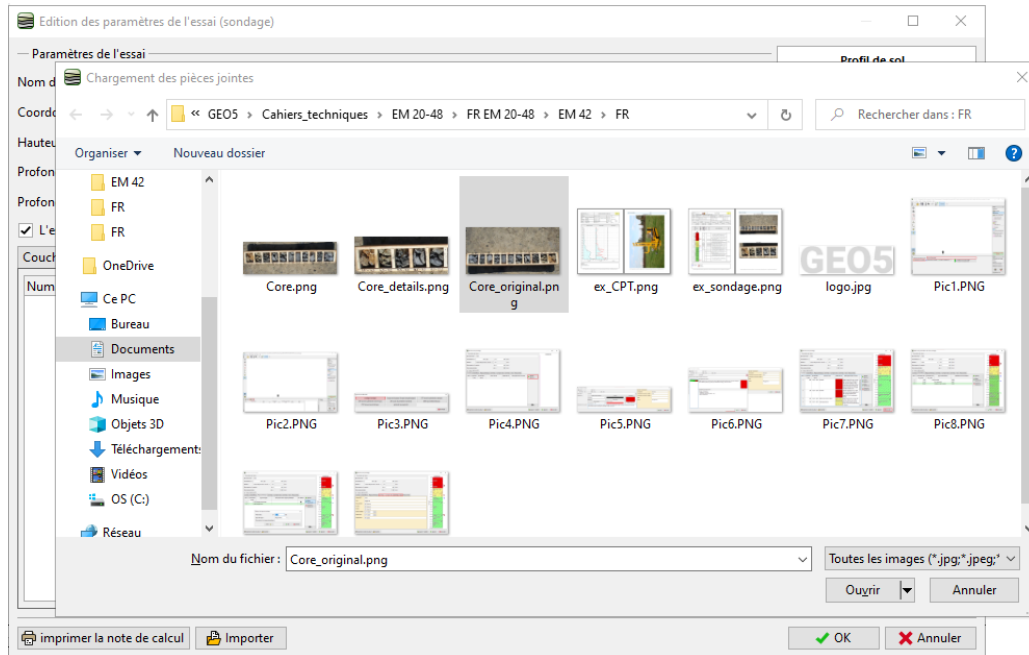 Edition des paramètres de l'essai (sondage)
Paramètres de l'essai
Profil de sol
Nom d
Chargement des pièces jointes
Coordo
« GEO5 > Cahiers_techniques > EM 20-48 > FR EM 20-48 > EM 42 > FR
Rechercher dans : FR
Hauteu
Organiser
Nouveau dossier
Profon
EM 42
Profon
FR
L'e
FR
Couch
OneDrive
Num
Core.png
Core_details.png
Core_original.pn
g
ex_CPT.png
ex_sondage.png
GEO5
logo.jpg
Pic1.PNG
Ce PC
Bureau
Documents
Images
Musique
Objets 3D
Téléchargements
Vidéos
OS (C:)
Réseau
Pic2.PNG
Pic3.PNG
Pic4.PNG
Pic5.PNG
Pic6.PNG
Pic7.PNG
Pic8.PNG
Nom du fichier :
Core_original.png
Toutes les images (*.jpg;*.jpeg;*
Ouvrir
Annuler
imprimer la note de calcul
Importer
OK
Annuler